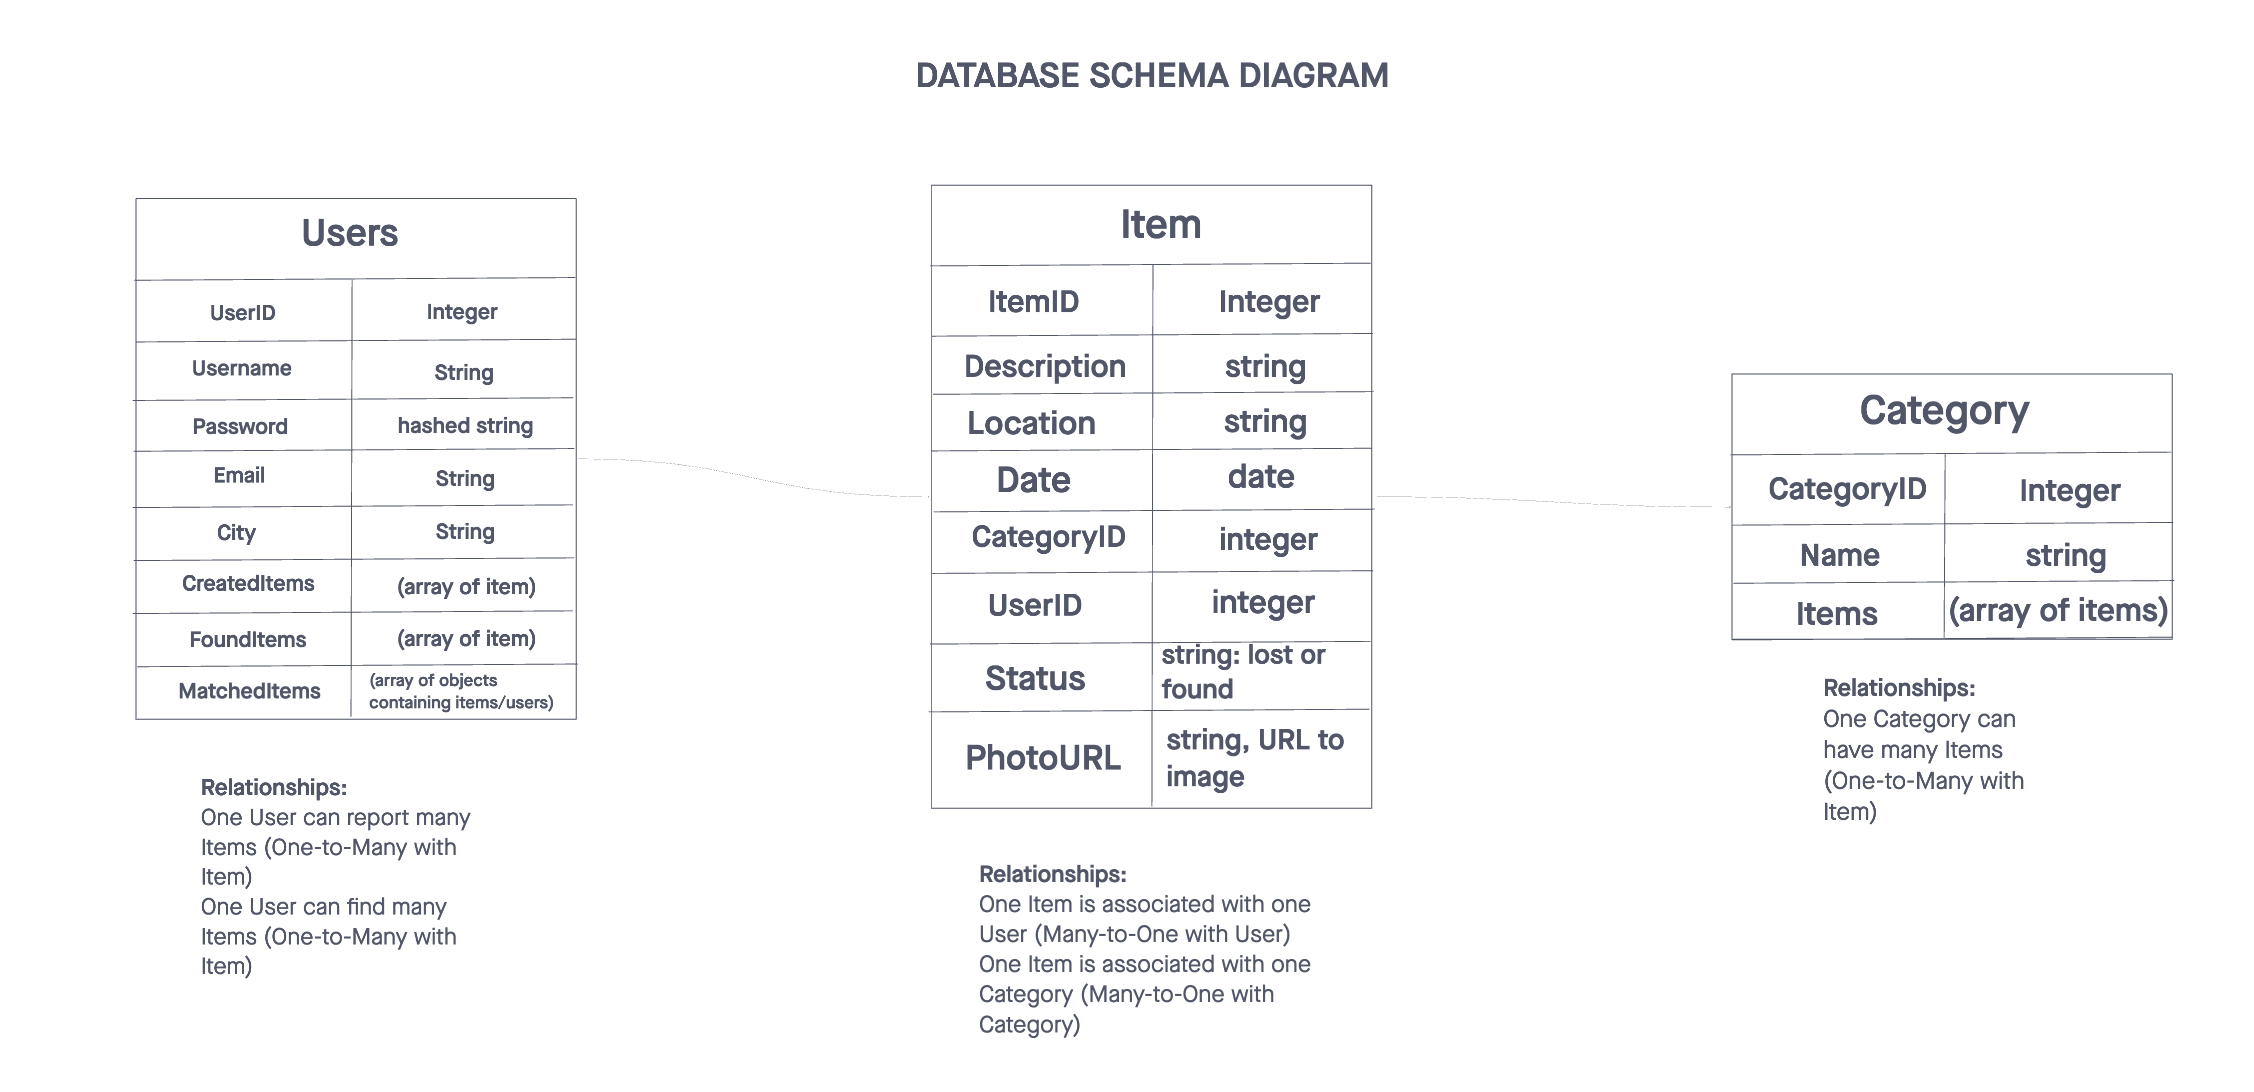 DATABASE SCHEMA DIAGRAM
Users
UserID Integer
Username String
Password hashed string
Email String
City String
CreatedItems (array of item)
FoundItems (array of item)
MatchedItems (array of objects
containing items/users)
Relationships:
One User can report many
Items (One-to-Many with
Item)
One User can find many
Items (One-to-Many with
Item)
Item
ItemID Integer
Description string
Location string
Date date
CategoryID integer
UserID integer
Status string: lost or
found
PhotoURL string, URL to
image
Relationships:
One Item is associated with one
User (Many-to-One with User)
One Item is associated with one
Category (Many-to-One with
Category)
Category
CategoryID Integer
Name string
Items (array of items)
Relationships:
One Category can
have many Items
(One-to-Many with
Item)